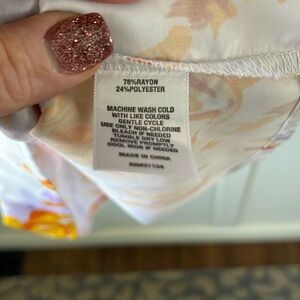 76%RAYON
24%POLYESTER
MACHINE WASH COLD
WITH LIKE COLORS
GENTLE CYCLE
USE ONLY NON-CHLORINE
BLEACH IF NEEDED
TUMBLE DRY LOW
REMOVE PROMPTLY
COOL IRON IF NEEDED
MADE IN CHINA